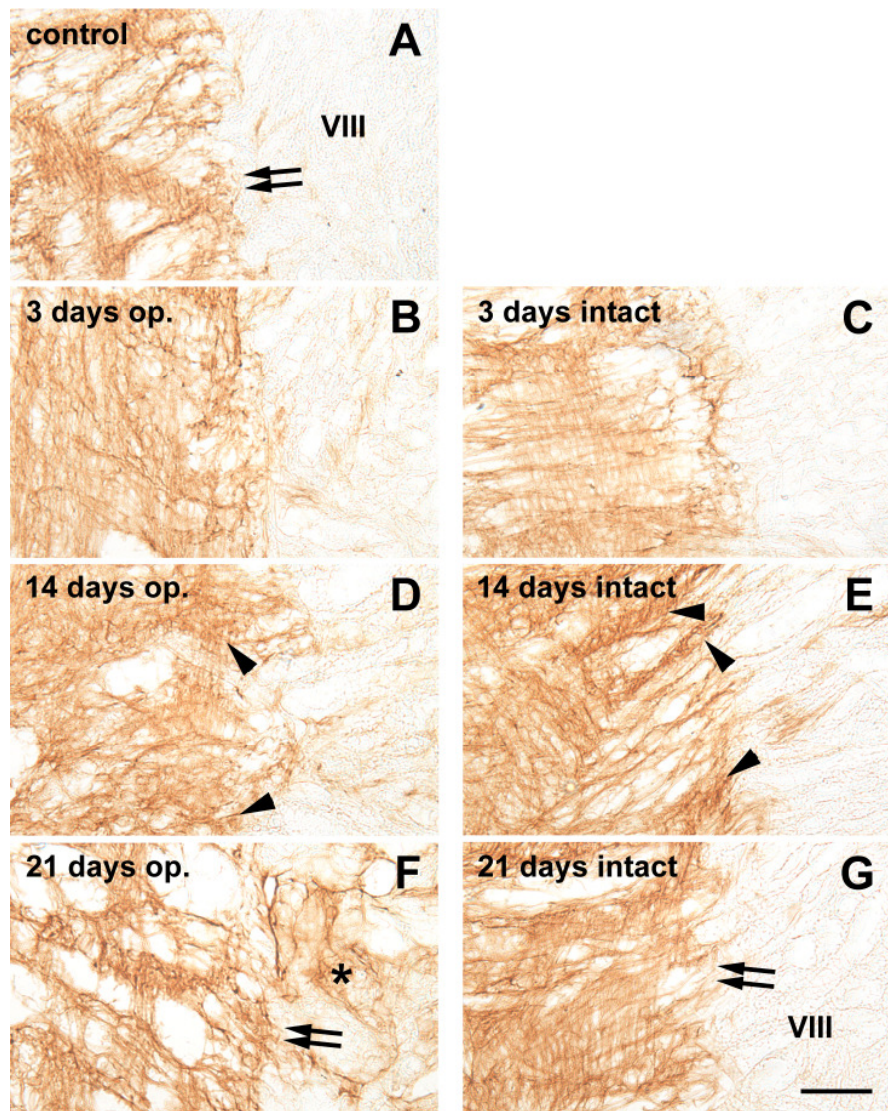 control A
VIII
3 days op. B
3 days intact C
14 days op. D
14 days intact E
21 days op. F
*
21 days intact G
VIII